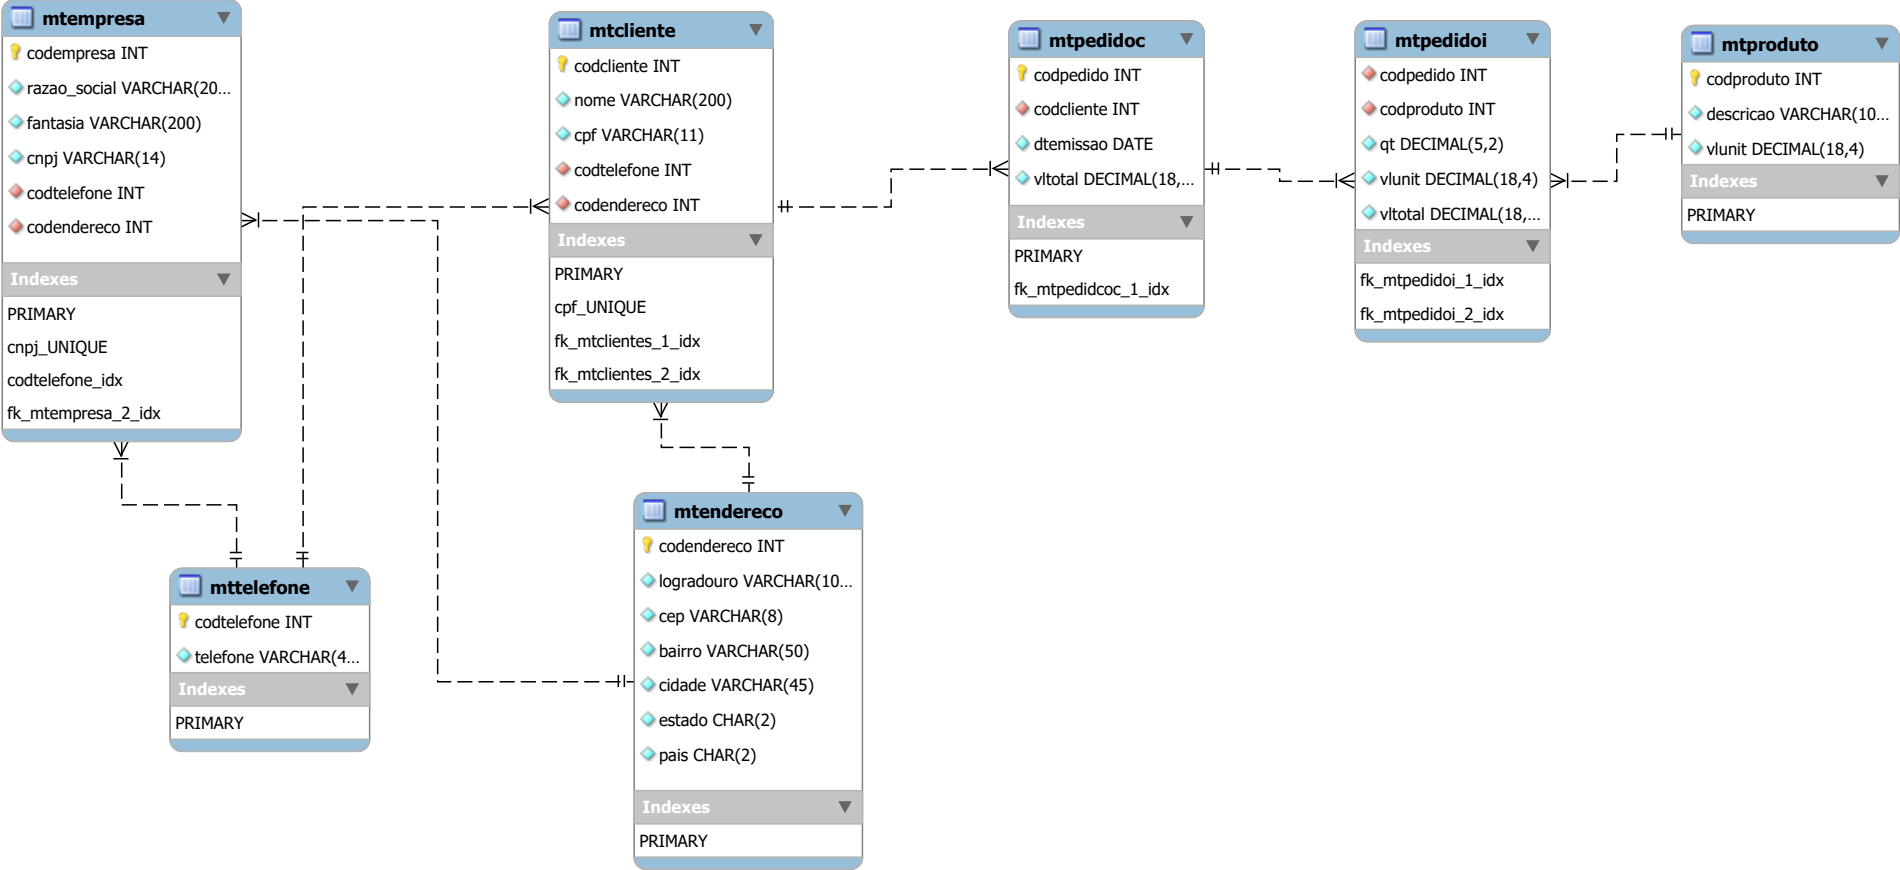 mtempresa
codempresa INT
razao_social VARCHAR(20...
fantasia VARCHAR(200)
cnpj VARCHAR(14)
codtelefone INT
codendereco INT
Indexes
PRIMARY
cnpj_UNIQUE
codtelefone_idx
fk_mtempresa_2_idx
mtcliente
codcliente INT
nome VARCHAR(200)
cpf VARCHAR(11)
codtelefone INT
codendereco INT
Indexes
PRIMARY
cpf_UNIQUE
fk_mtclientes_1_idx
fk_mtclientes_2_idx
mtpedidoc
codpedido INT
codcliente INT
dtemissao DATE
vltotal DECIMAL(18,...
Indexes
PRIMARY
fk_mtpedidcoc_1_idx
mtpedidoi
codpedido INT
codproduto INT
qt DECIMAL(5,2)
vlunit DECIMAL(18,4)
vltotal DECIMAL(18,...
Indexes
fk_mtpedidoi_1_idx
fk_mtpedidoi_2_idx
mtproduto
codproduto INT
descricao VARCHAR(10...
vlunit DECIMAL(18,4)
Indexes
PRIMARY
mttelefone
codtelefone INT
telefone VARCHAR(4...
Indexes
PRIMARY
mtendereco
codendereco INT
logradouro VARCHAR(10...
cep VARCHAR(8)
bairro VARCHAR(50)
cidade VARCHAR(45)
estado CHAR(2)
pais CHAR(2)
Indexes
PRIMARY